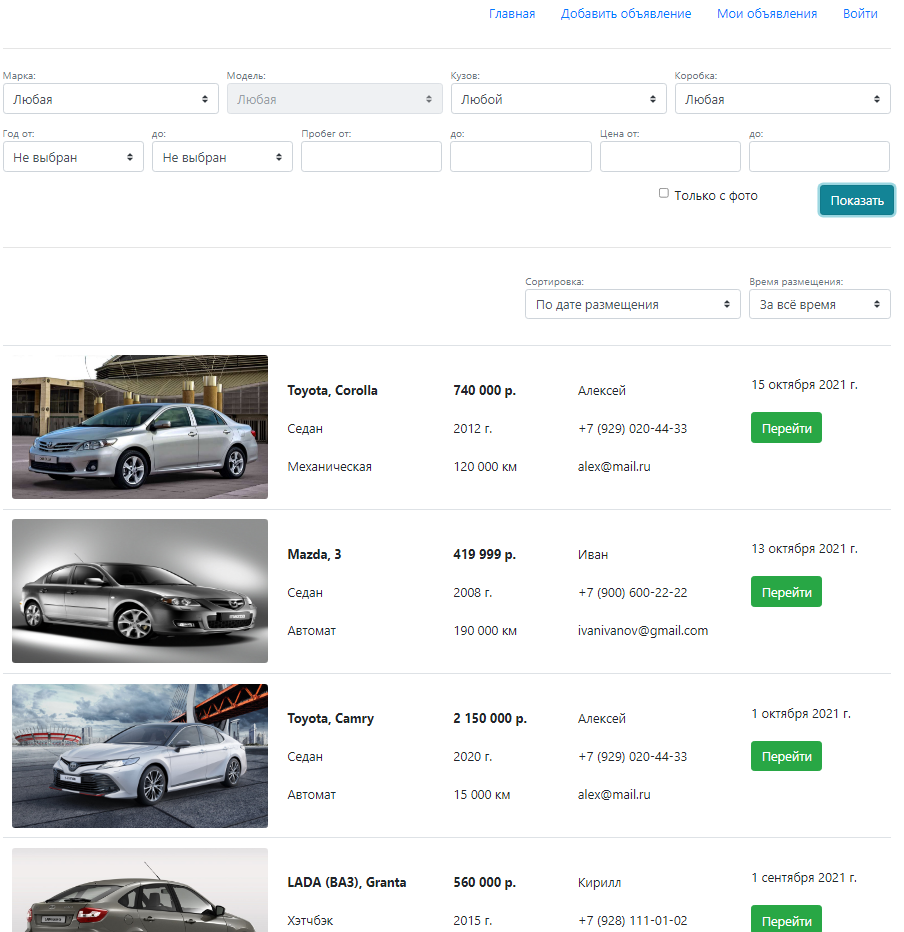 Главная Добавить объявление Мои объявления Войти
Марка: Модель: Кузов: Коробка:
Любая Любая Любой Любая
Год от: до: Пробег от: до: Цена от: до:
Не выбран Не выбран
Только с фото Показать
Сортировка: Время размещения:
По дате размещения За всё время
Toyota, Corolla 740 000 р. Алексей 15 октября 2021 г.
Седан 2012 г. +7 (929) 020-44-33 Перейти
Механическая 120 000 км alex@mail.ru
Mazda, 3 419 999 р. Иван 13 октября 2021 г.
Седан 2008 г. +7 (900) 600-22-22 Перейти
Автомат 190 000 км ivanivanov@gmail.com
Toyota, Camry 2 150 000 р. Алексей 1 октября 2021 г.
Седан 2020 г. +7 (929) 020-44-33 Перейти
Автомат 15 000 км alex@mail.ru
LADA (ВАЗ), Granta 560 000 р. Кирилл 1 сентября 2021 г.
Хэтчбэк 2015 г. +7 (928) 111-01-02 Перейти